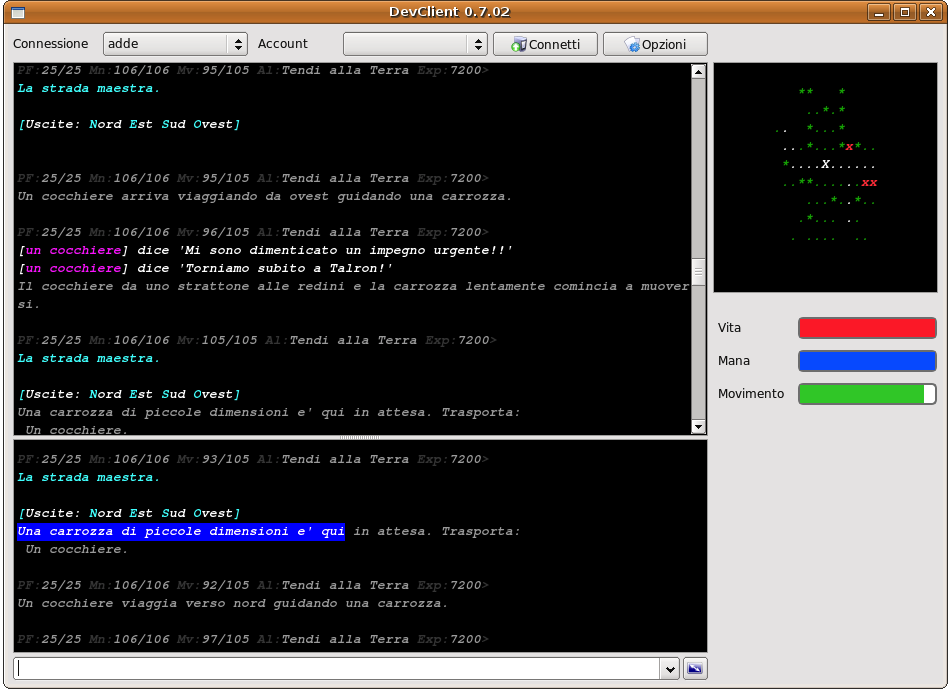 DevClient 0.7.02
Connessione adde Account Connetti Opzioni
PF:25/25 Mn:106/106 Mv:95/105 Al:Tendi alla Terra Exp:7200>
La strada maestra.
[Uscite: Nord Est Sud Ovest]
PF:25/25 Mn:106/106 Mv:95/105 Al:Tendi alla Terra Exp:7200>
Un cocchiere arriva viaggiando da ovest guidando una carrozza.
PF:25/25 Mn:106/106 Mv:96/105 Al:Tendi alla Terra Exp:7200>
[un cocchiere] dice 'Mi sono dimenticato un impegno urgente!!'
[un cocchiere] dice 'Torniamo subito a Talron!'
Il cocchiere da uno strattone alle redini e la carrozza lentamente comincia a muover
si.
PF:25/25 Mn:106/106 Mv:105/105 Al:Tendi alla Terra Exp:7200>
La strada maestra.
[Uscite: Nord Est Sud Ovest]
Una carrozza di piccole dimensioni e' qui in attesa. Trasporta:
Un cocchiere.
PF:25/25 Mn:106/106 Mv:93/105 Al:Tendi alla Terra Exp:7200>
La strada maestra.
[Uscite: Nord Est Sud Ovest]
Una carrozza di piccole dimensioni e' qui in attesa. Trasporta:
Un cocchiere.
PF:25/25 Mn:106/106 Mv:92/105 Al:Tendi alla Terra Exp:7200>
Un cocchiere viaggia verso nord guidando una carrozza.
PF:25/25 Mn:106/106 Mv:97/105 Al:Tendi alla Terra Exp:7200>
** *
..*.*
.. *...*
...*...*x*..
*....X......
..**......xx
...*..*..
.*... ..
. .... ..
Vita
Mana
Movimento